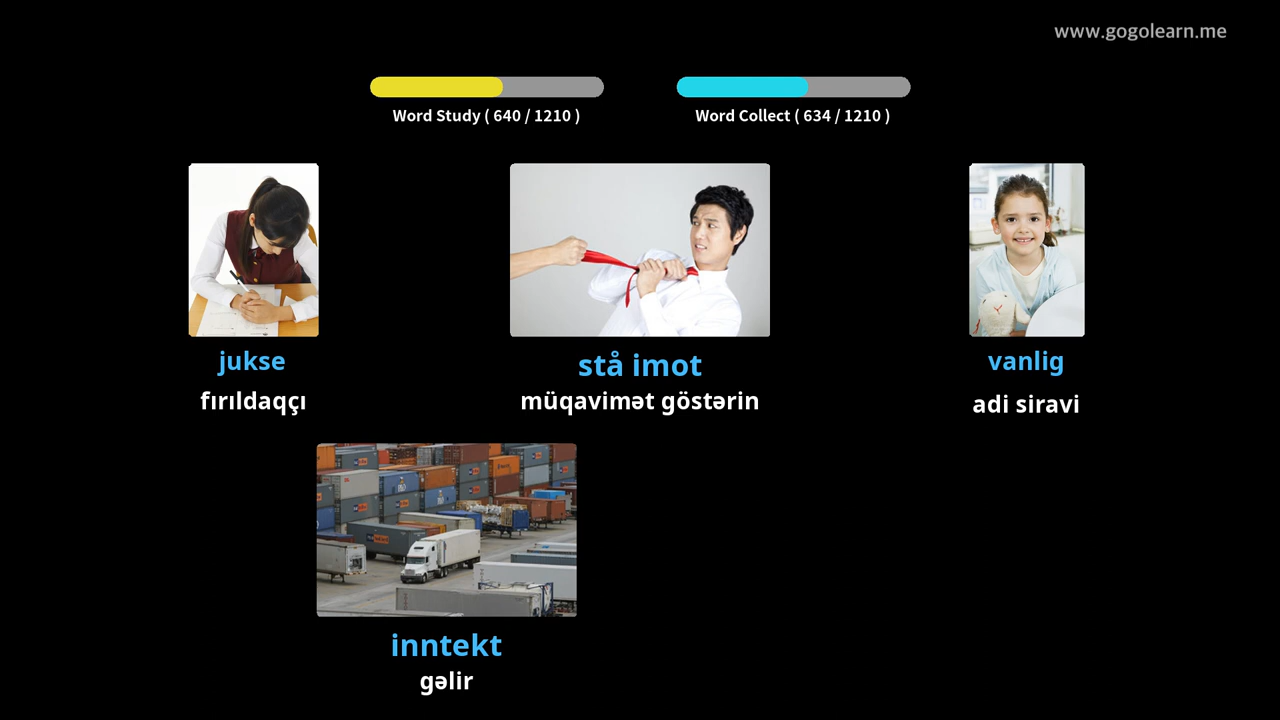 www.gogolearn.me
Word Study ( 640 / 1210 )
Word Collect ( 634 / 1210 )
jukse
fırıldaqçı
stå imot
müqavimət göstərin
vanlig
adi siravi
inntekt
gəlir